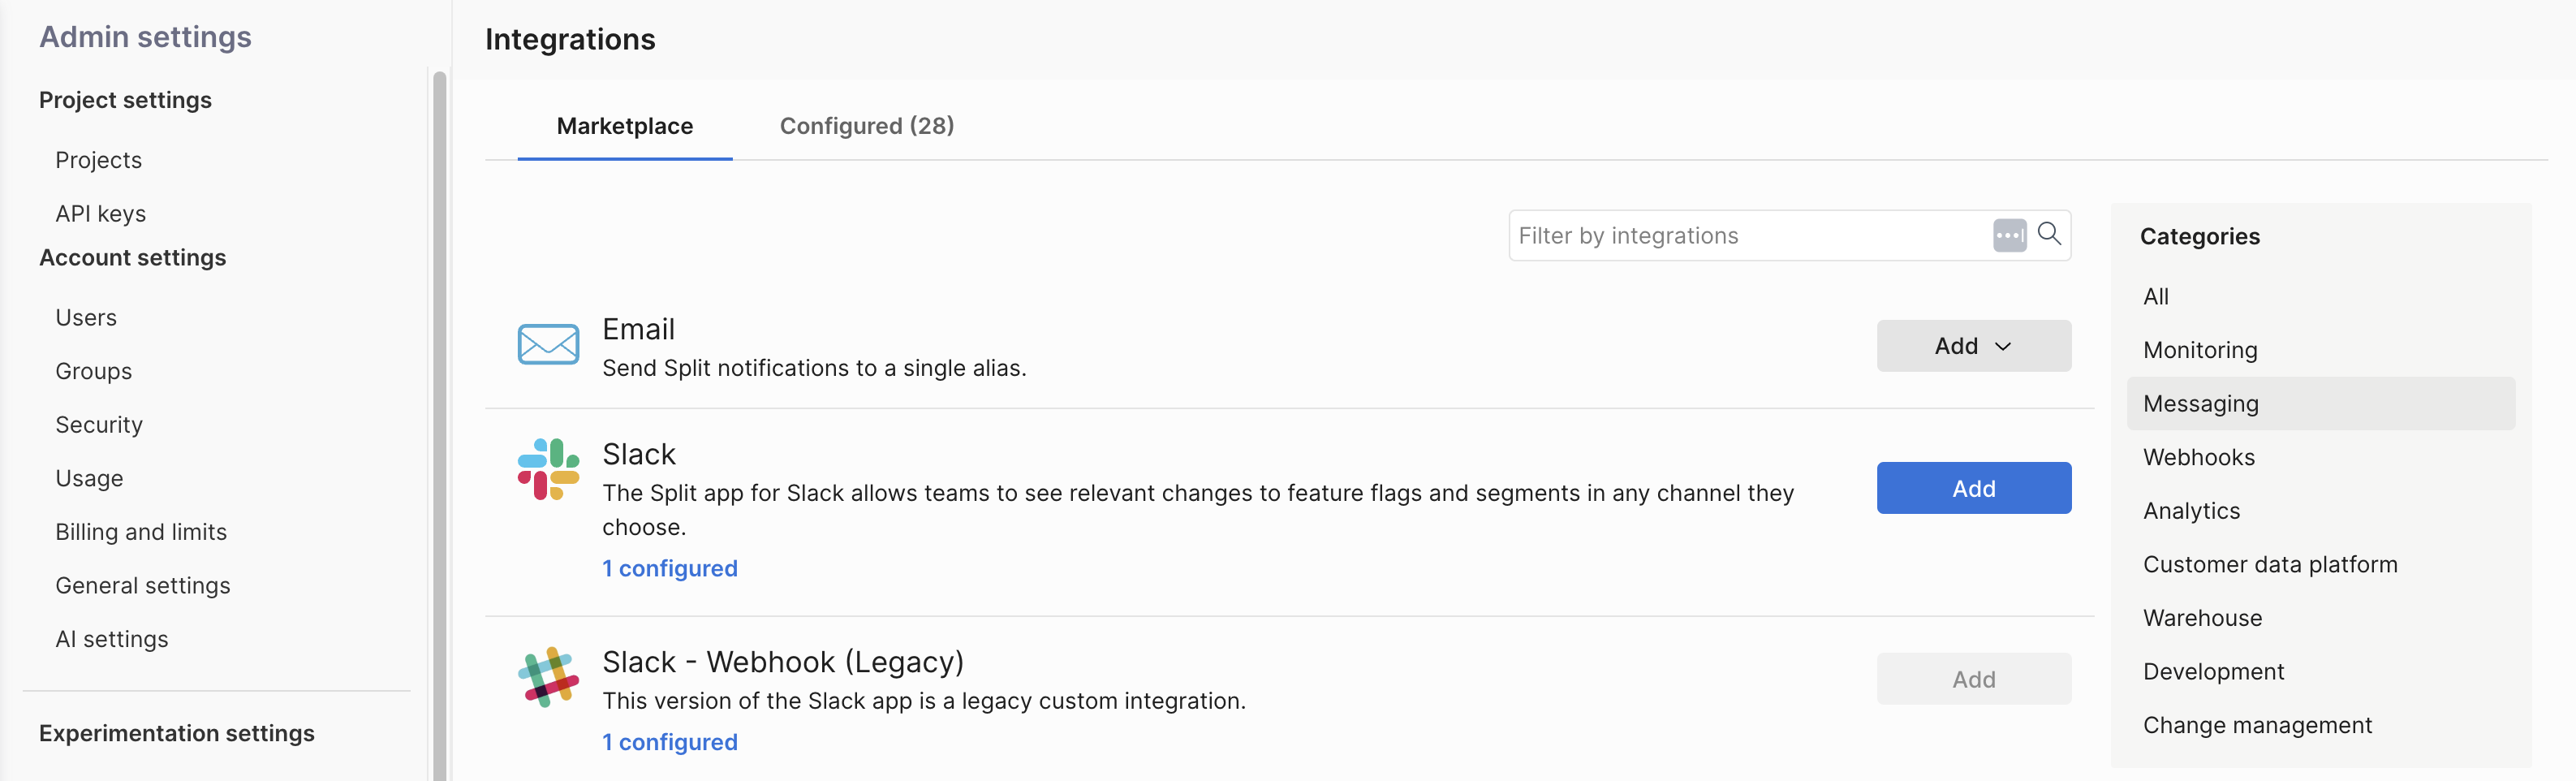 Admin settings
Project settings
Projects
API keys
Account settings
Users
Groups
Security
Usage
Billing and limits
General settings
AI settings
Experimentation settings
Integrations
Marketplace
Configured (28)
Filter by integrations
Email
Send Split notifications to a single alias.
Add
Slack
The Split app for Slack allows teams to see relevant changes to feature flags and segments in any channel they
choose.
1 configured
Add
Slack - Webhook (Legacy)
This version of the Slack app is a legacy custom integration.
1 configured
Add
Categories
All
Monitoring
Messaging
Webhooks
Analytics
Customer data platform
Warehouse
Development
Change management